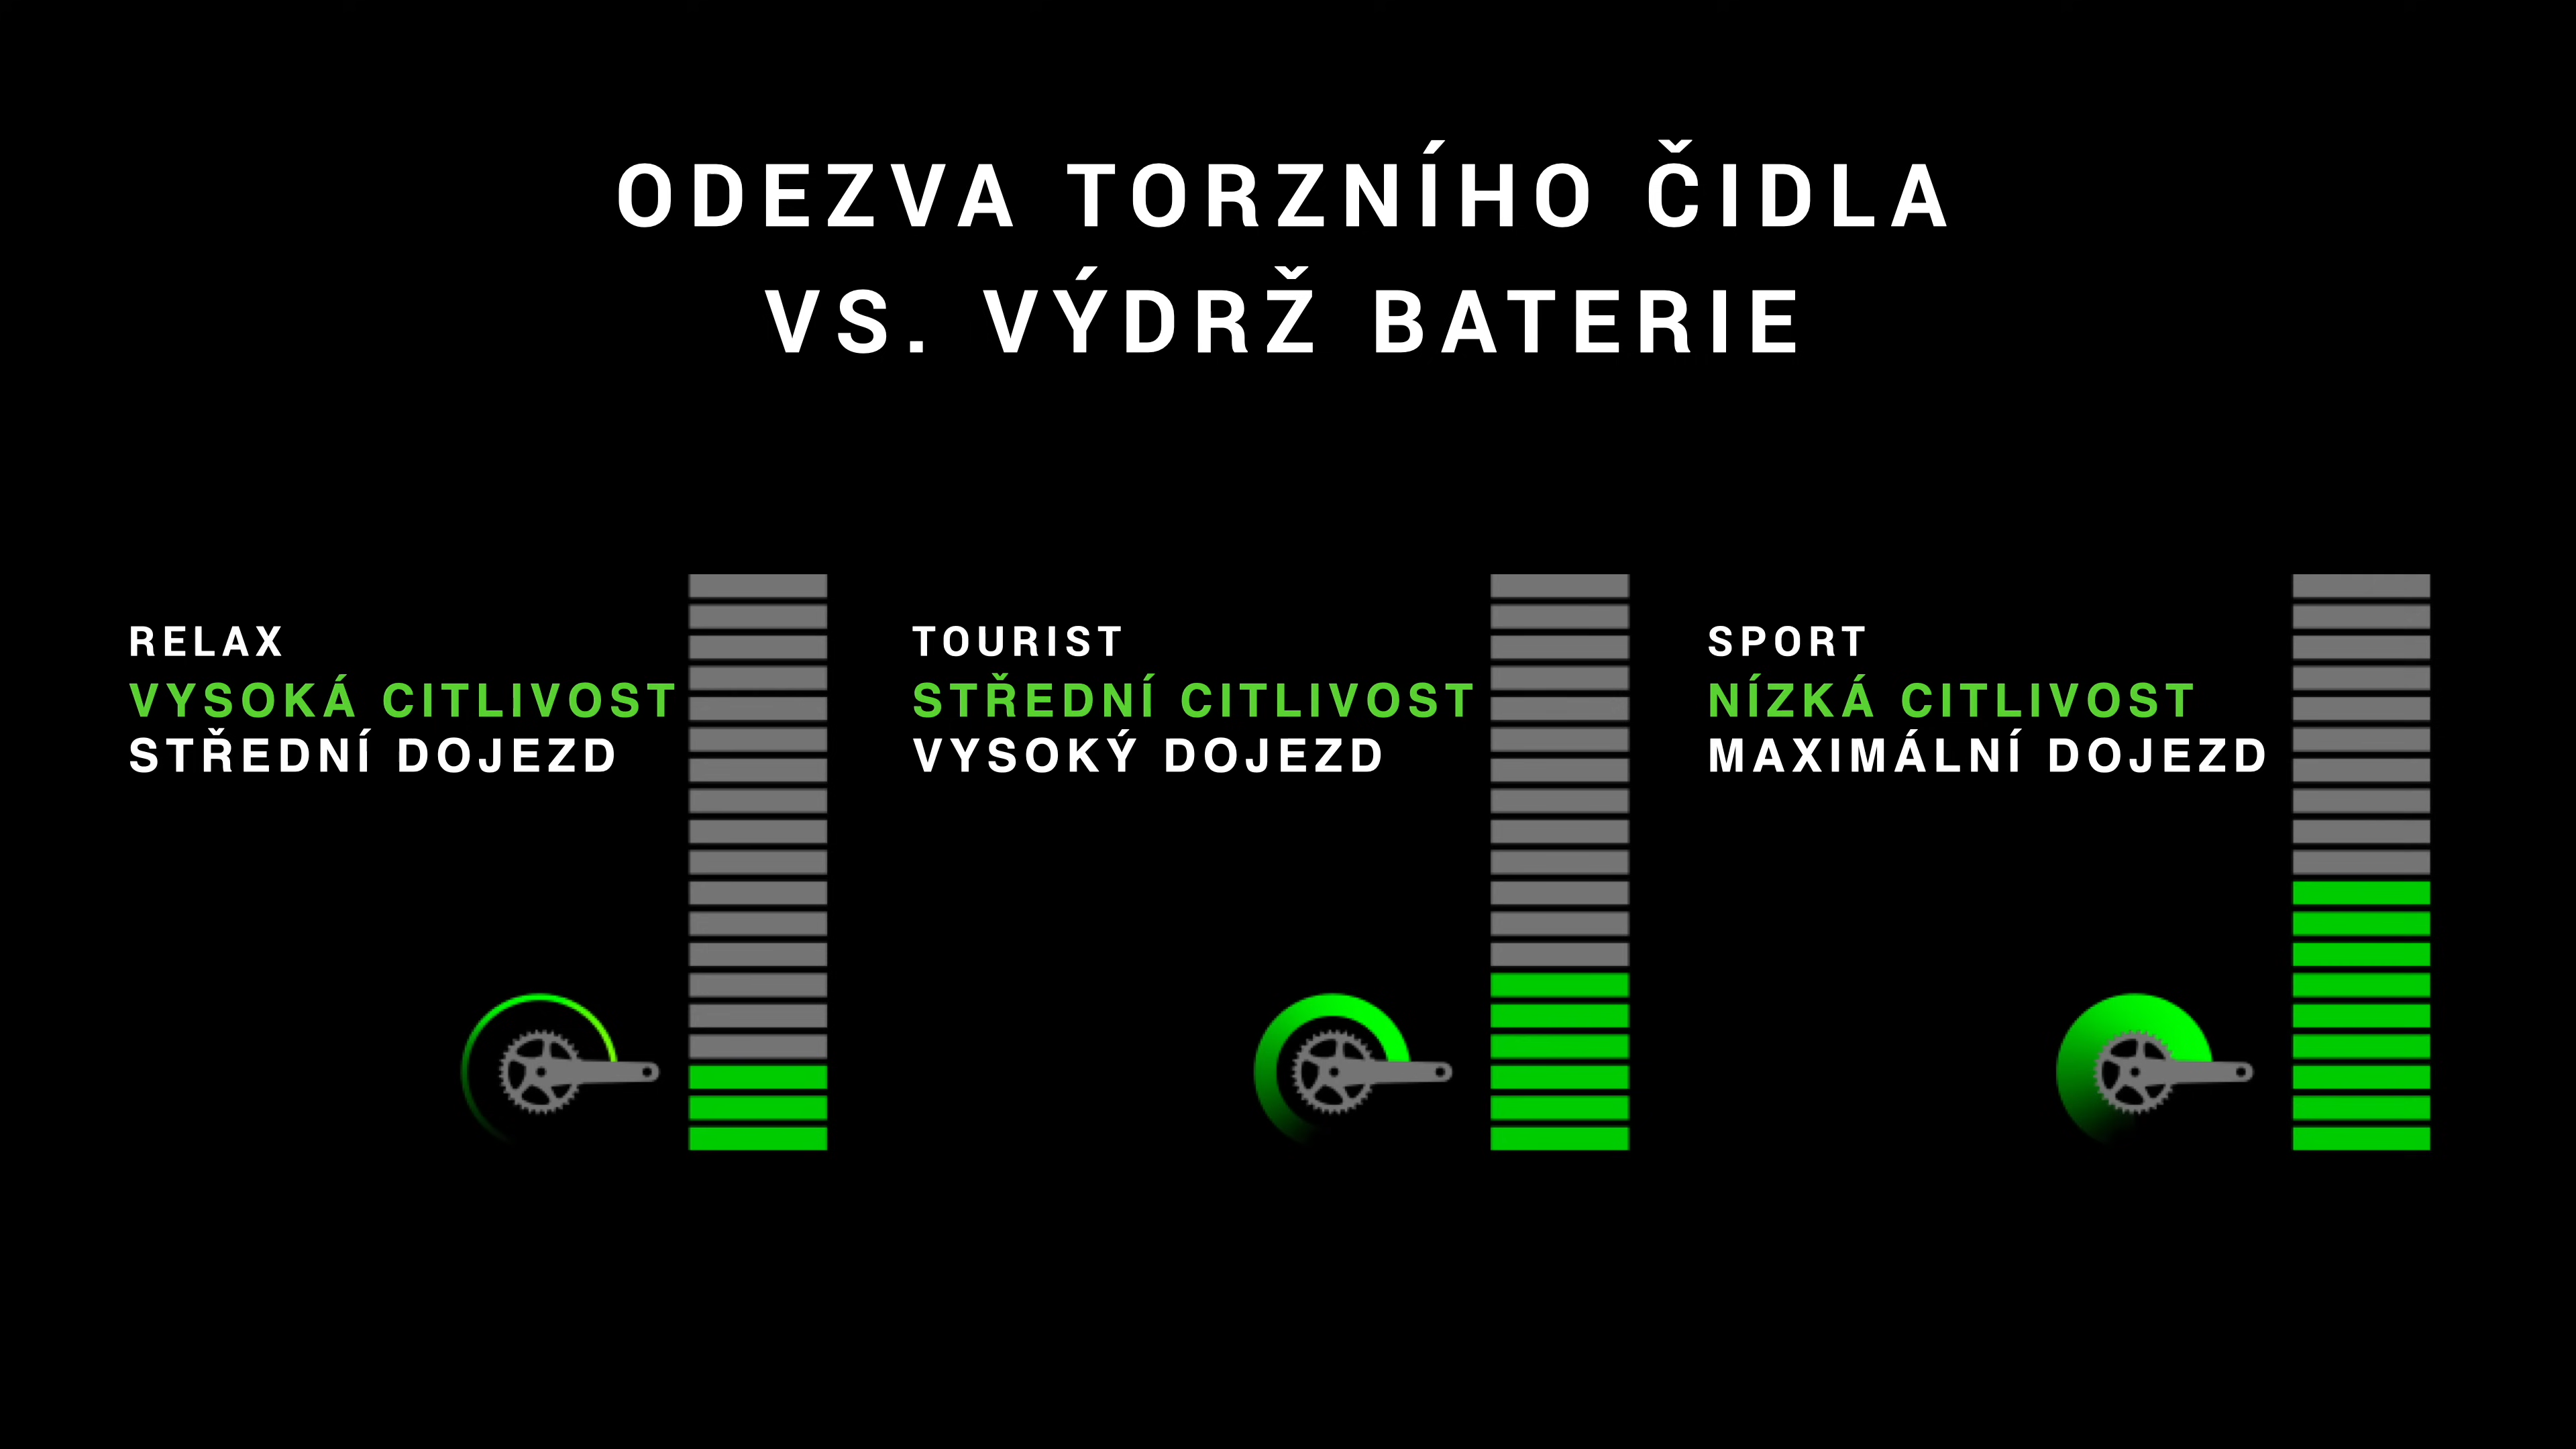 ODEZVA TORZNÍHO ČIDLA
VS. VÝDRŽ BATERIE
RELAX
VYSOKÁ CITLIVOST
STŘEDNÍ DOJEZD
TOURIST
STŘEDNÍ CITLIVOST
VYSOKÝ DOJEZD
SPORT
NÍZKÁ CITLIVOST
MAXIMÁLNÍ DOJEZD